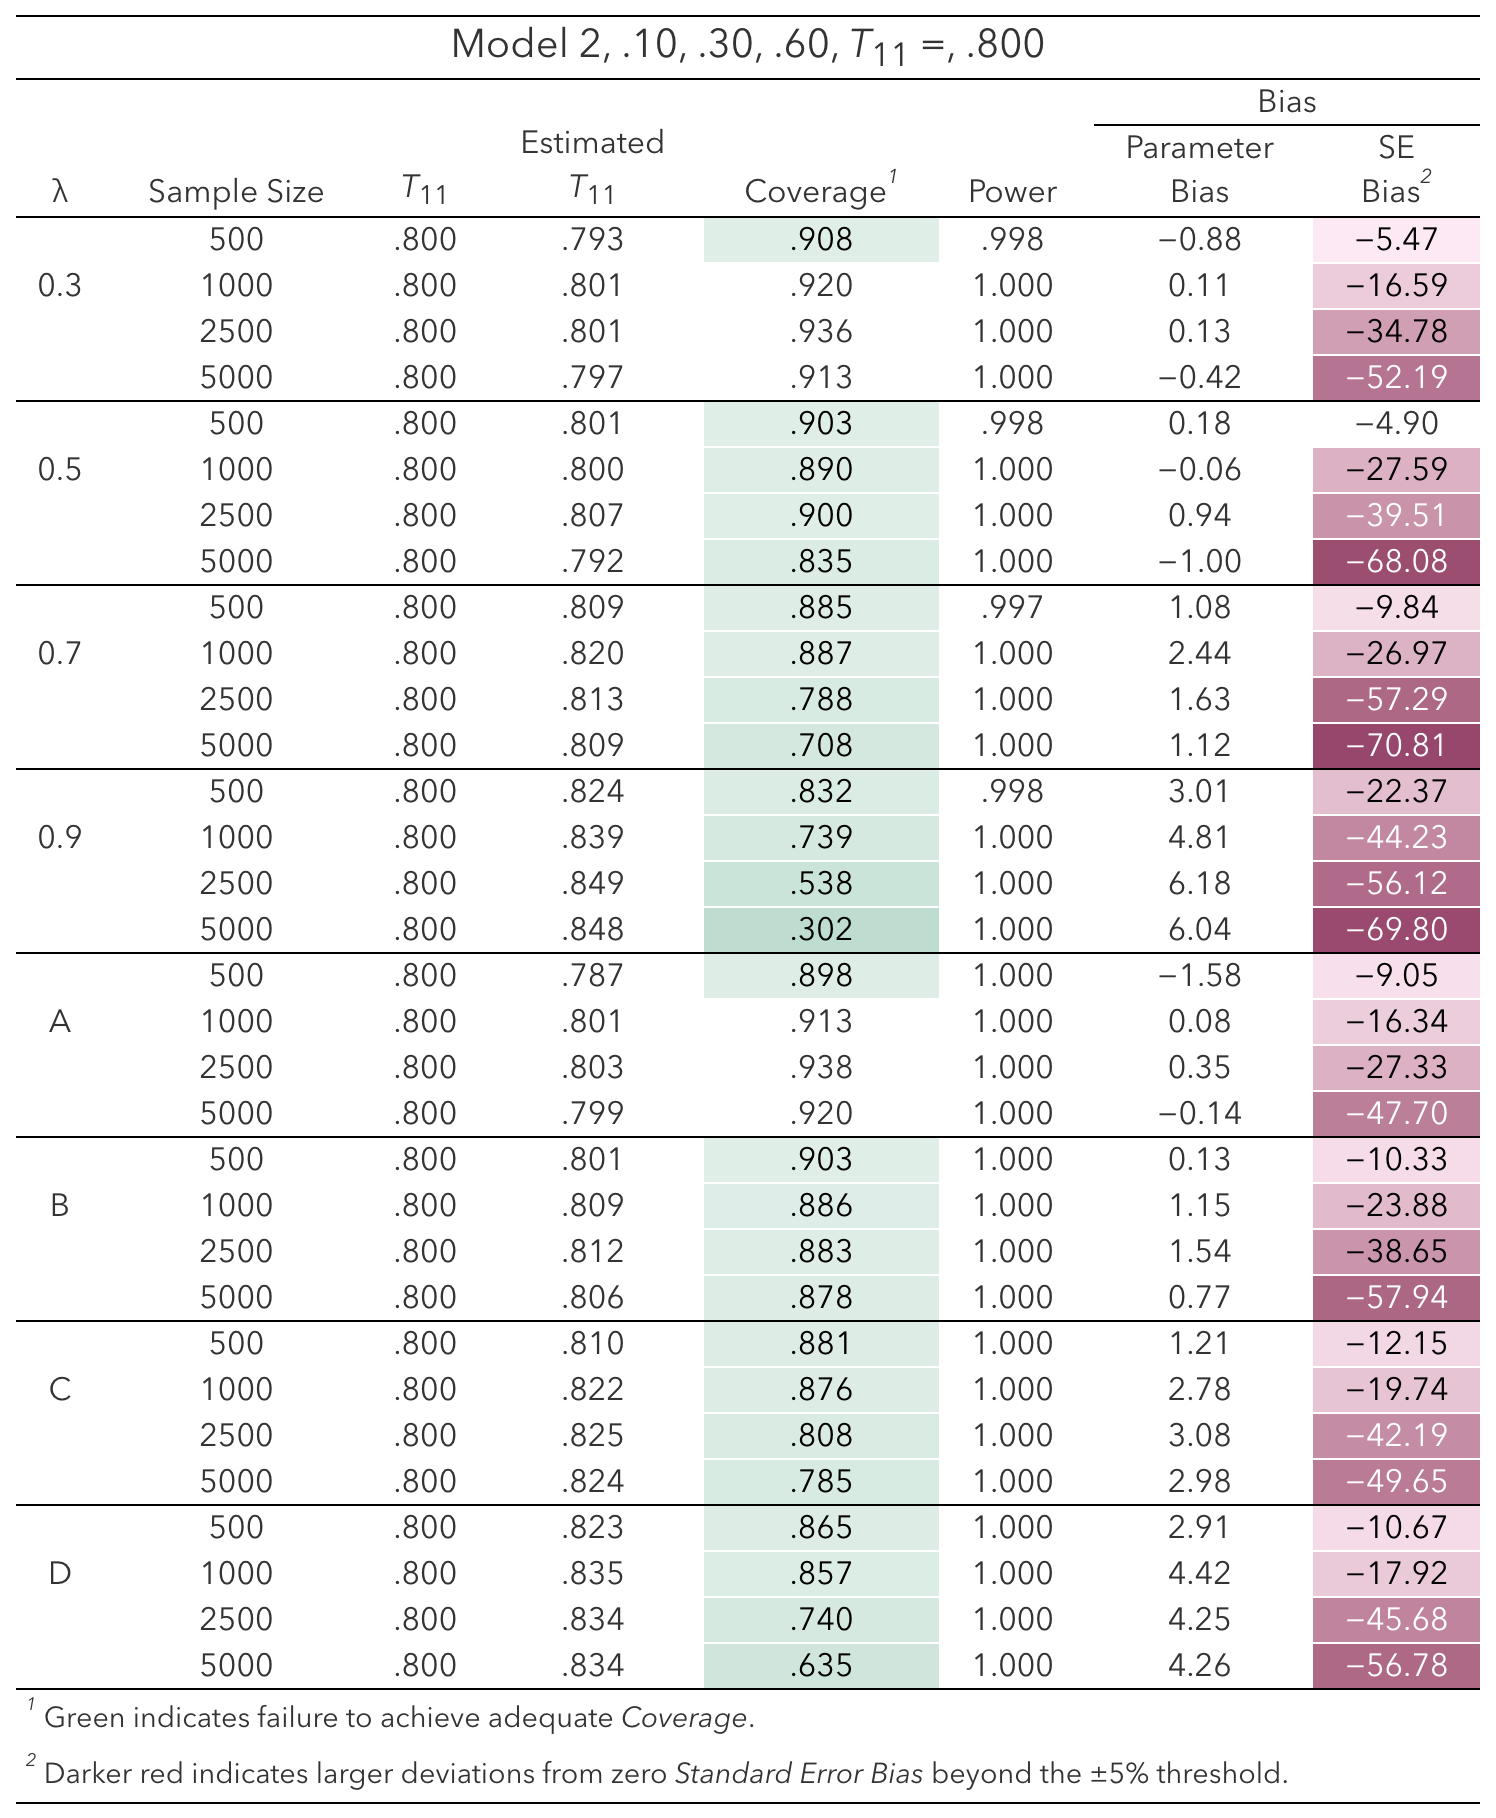 Model 2, .10, .30, .60, T11 =, .800
Bias
Estimated Parameter SE
λ Sample Size T11 T11 Coverage1 Power Bias Bias2
500 .800 .793 .908 .998 −0.88 −5.47
0.3 1000 .800 .801 .920 1.000 0.11 −16.59
2500 .800 .801 .936 1.000 0.13 −34.78
5000 .800 .797 .913 1.000 −0.42 −52.19
500 .800 .801 .903 .998 0.18 −4.90
0.5 1000 .800 .800 .890 1.000 −0.06 −27.59
2500 .800 .807 .900 1.000 0.94 −39.51
5000 .800 .792 .835 1.000 −1.00 −68.08
500 .800 .809 .885 .997 1.08 −9.84
0.7 1000 .800 .820 .887 1.000 2.44 −26.97
2500 .800 .813 .788 1.000 1.63 −57.29
5000 .800 .809 .708 1.000 1.12 −70.81
500 .800 .824 .832 .998 3.01 −22.37
0.9 1000 .800 .839 .739 1.000 4.81 −44.23
2500 .800 .849 .538 1.000 6.18 −56.12
5000 .800 .848 .302 1.000 6.04 −69.80
500 .800 .787 .898 1.000 −1.58 −9.05
A 1000 .800 .801 .913 1.000 0.08 −16.34
2500 .800 .803 .938 1.000 0.35 −27.33
5000 .800 .799 .920 1.000 −0.14 −47.70
500 .800 .801 .903 1.000 0.13 −10.33
B 1000 .800 .809 .886 1.000 1.15 −23.88
2500 .800 .812 .883 1.000 1.54 −38.65
5000 .800 .806 .878 1.000 0.77 −57.94
500 .800 .810 .881 1.000 1.21 −12.15
C 1000 .800 .822 .876 1.000 2.78 −19.74
2500 .800 .825 .808 1.000 3.08 −42.19
5000 .800 .824 .785 1.000 2.98 −49.65
500 .800 .823 .865 1.000 2.91 −10.67
D 1000 .800 .835 .857 1.000 4.42 −17.92
2500 .800 .834 .740 1.000 4.25 −45.68
5000 .800 .834 .635 1.000 4.26 −56.78
1 Green indicates failure to achieve adequate Coverage.
2 Darker red indicates larger deviations from zero Standard Error Bias beyond the ±5% threshold.